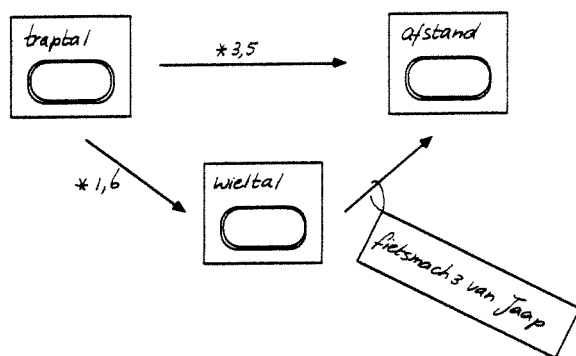 traptal
*3,5
afstand
*1,6
wieltal
fietsmach 3 van Jaap